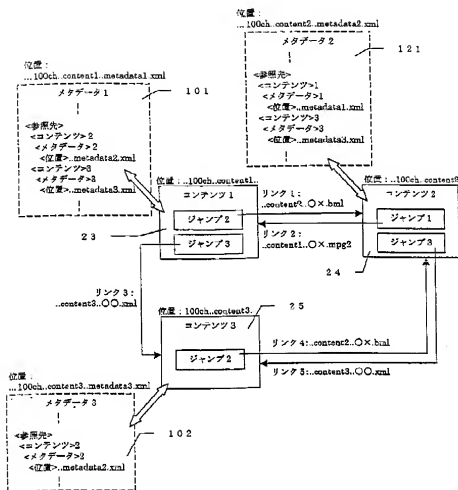 位置：
...100ch..content1..metadata1.xml
メタデータ1
101
<参照先>
<コンテンツ>2
<メタデータ>2
<位置>..metadata2.xml
<コンテンツ>3
<メタデータ>3
<位置>..metadata3.xml
位置：
...100ch..content2..metadata2.xml
メタデータ2
121
<参照先>
<コンテンツ>1
<メタデータ>1
<位置>..metadata1.xml
<コンテンツ>3
<メタデータ>3
<位置>..metadata3.xml
位置：..100ch..content1..
コンテンツ1
ジャンプ2
ジャンプ3
23
リンク1：
..content2..○×.bml
リンク2：
..content1..○×.mpg2
位置：..100ch..content2..
コンテンツ2
ジャンプ1
ジャンプ3
24
リンク3：
..content3..○○.xml
25
位置：100ch..content3..
コンテンツ3
ジャンプ2
リンク4:..content2..○×.bml
リンク5:..content3..○○.xml
位置：
...100ch..content3..metadata3.xml
メタデータ3
<参照先>
<コンテンツ>2
<メタデータ>2
<位置>..metadata2.xml
102